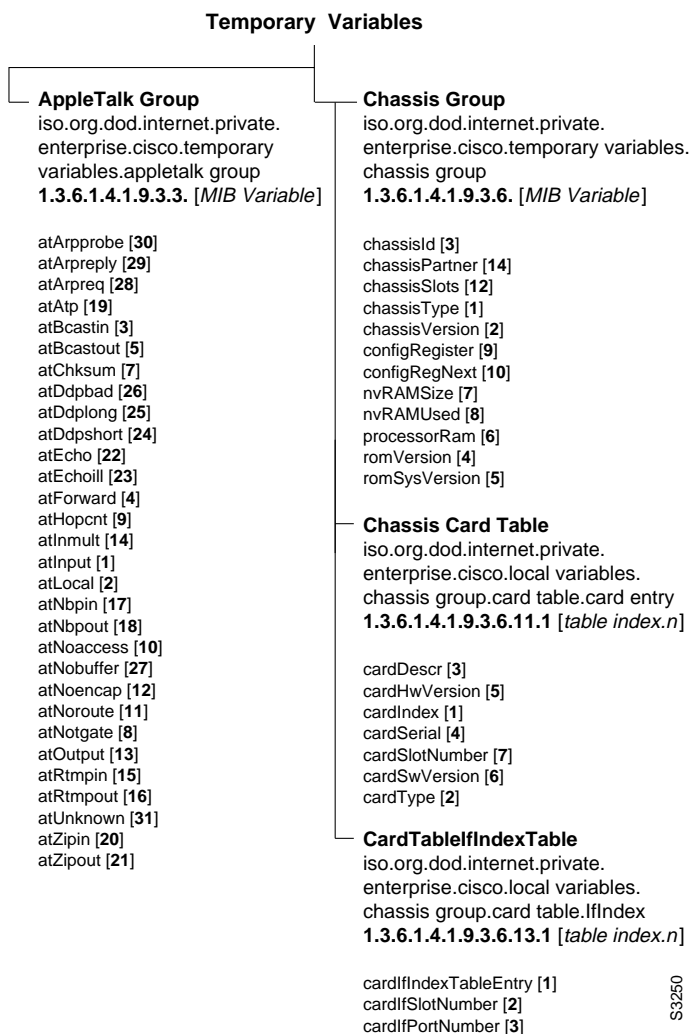 Temporary Variables
AppleTalk Group
iso.org.dod.internet.private.
enterprise.cisco.temporary
variables.appletalk group
1.3.6.1.4.1.9.3.3. [MIB Variable]
atArpprobe [30]
atArpreply [29]
atArpreq [28]
atAtp [19]
atBcastin [3]
atBcastout [5]
atChksum [7]
atDdpbad [26]
atDdplong [25]
atDdpshort [24]
atEcho [22]
atEchoill [23]
atForward [4]
atHopcnt [9]
atInmult [14]
atInput [1]
atLocal [2]
atNbpin [17]
atNbpout [18]
atNoaccess [10]
atNobuffer [27]
atNoencap [12]
atNoroute [11]
atNotgate [8]
atOutput [13]
atRtmpin [15]
atRtmpout [16]
atUnknown [31]
atZipin [20]
atZipout [21]
Chassis Group
iso.org.dod.internet.private.
enterprise.cisco.temporary variables.
chassis group
1.3.6.1.4.1.9.3.6. [MIB Variable]
chassisId [3]
chassisPartner [14]
chassisSlots [12]
chassisType [1]
chassisVersion [2]
configRegister [9]
configRegNext [10]
nvRAMSize [7]
nvRAMUsed [8]
processorRam [6]
romVersion [4]
romSysVersion [5]
Chassis Card Table
iso.org.dod.internet.private.
enterprise.cisco.local variables.
chassis group.card table.card entry
1.3.6.1.4.1.9.3.6.11.1 [table index.n]
cardDescr [3]
cardHwVersion [5]
cardIndex [1]
cardSerial [4]
cardSlotNumber [7]
cardSwVersion [6]
cardType [2]
CardTableIfIndexTable
iso.org.dod.internet.private.
enterprise.cisco.local variables.
chassis group.card table.IfIndex
1.3.6.1.4.1.9.3.6.13.1 [table index.n]
cardIfIndexTableEntry [1]
cardIfSlotNumber [2]
cardIfPortNumber [3]
S3250